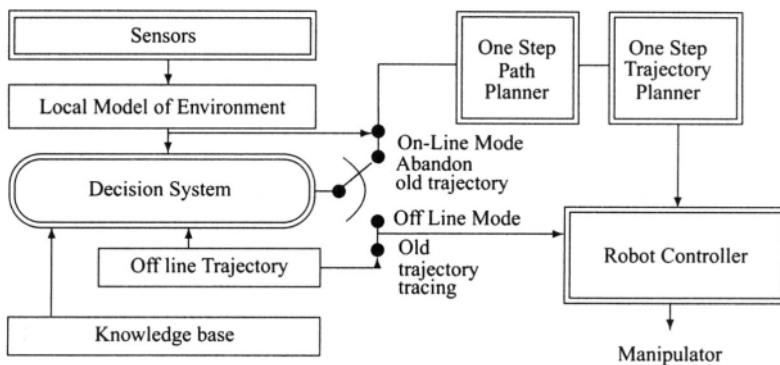 Sensors
Local Model of Environment
Decision System
Off line Trajectory
Knowledge base
On-Line Mode
Abandon
old trajectory
Off Line Mode
Old
trajectory
tracing
One Step
Path
Planner
One Step
Trajectory
Planner
Robot Controller
Manipulator